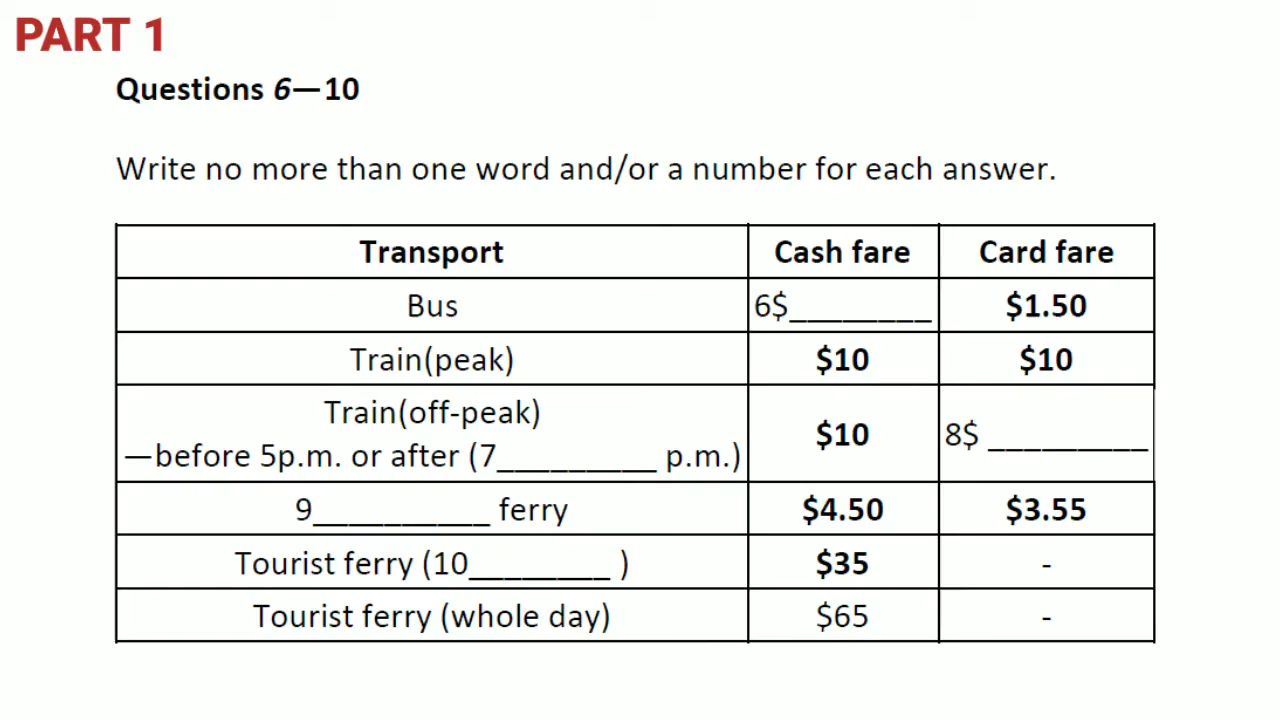 PART 1
Questions 6—10
Write no more than one word and/or a number for each answer.
Transport Cash fare Card fare
Bus 6$________ $1.50
Train(peak) $10 $10
Train(off-peak)
—before 5p.m. or after (7_________ p.m.) $10 8$ _________
9__________ ferry $4.50 $3.55
Tourist ferry (10________ ) $35 -
Tourist ferry (whole day) $65 -